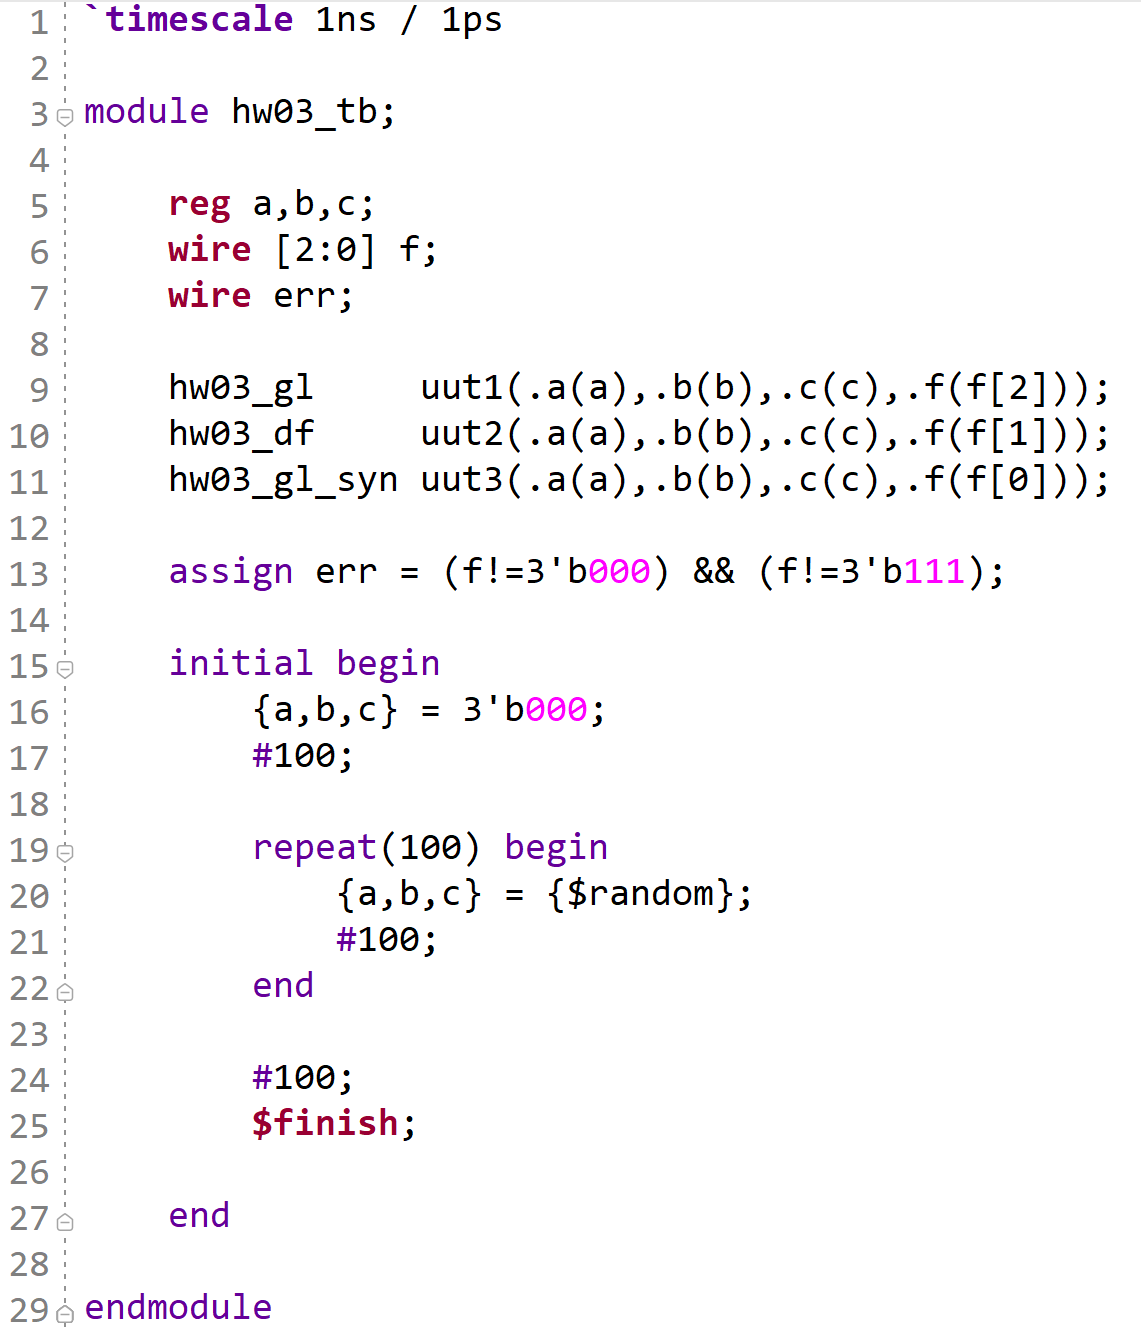 1 `timescale 1ns / 1ps
2
3 module hw03_tb;
4
5 reg a,b,c;
6 wire [2:0] f;
7 wire err;
8
9 hw03_gl     uut1(.a(a),.b(b),.c(c),.f(f[2]));
10 hw03_df     uut2(.a(a),.b(b),.c(c),.f(f[1]));
11 hw03_gl_syn uut3(.a(a),.b(b),.c(c),.f(f[0]));
12
13 assign err = (f!=3'b000) && (f!=3'b111);
14
15 initial begin
16 {a,b,c} = 3'b000;
17 #100;
18
19 repeat(100) begin
20 {a,b,c} = {$random};
21 #100;
22 end
23
24 #100;
25 $finish;
26
27 end
28
29 endmodule